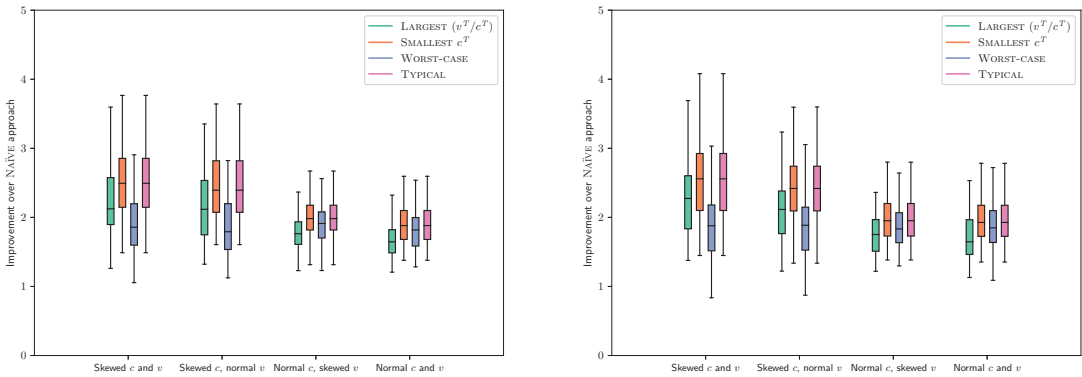 5
4
3
2
1
0
Improvement over NAÏVE approach
LARGEST (v^T/c^T)
SMALLEST c^T
WORST-CASE
TYPICAL
Skewed c and v
Skewed c, normal v
Normal c, skewed v
Normal c and v
5
4
3
2
1
0
Improvement over NAÏVE approach
LARGEST (v^T/c^T)
SMALLEST c^T
WORST-CASE
TYPICAL
Skewed c and v
Skewed c, normal v
Normal c, skewed v
Normal c and v